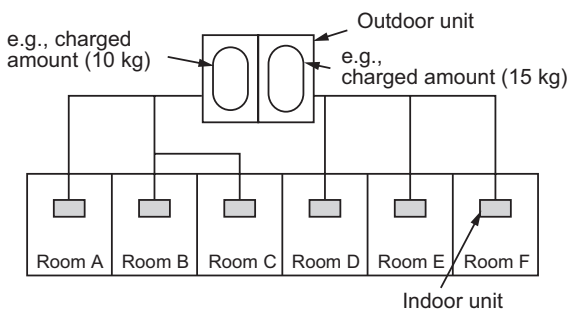 Outdoor unit
e.g., charged
amount (10 kg)
e.g.,
charged amount (15 kg)
Room A
Room B
Room C
Room D
Room E
Room F
Indoor unit